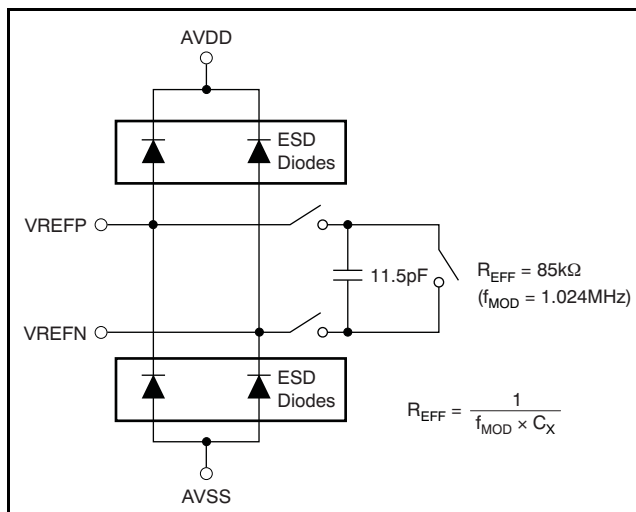 AVDD
ESD
Diodes
VREFP
11.5pF
R_EFF = 85kΩ
(f_MOD = 1.024MHz)
VREFN
ESD
Diodes
R_EFF = 1 / f_MOD × C_X
AVSS